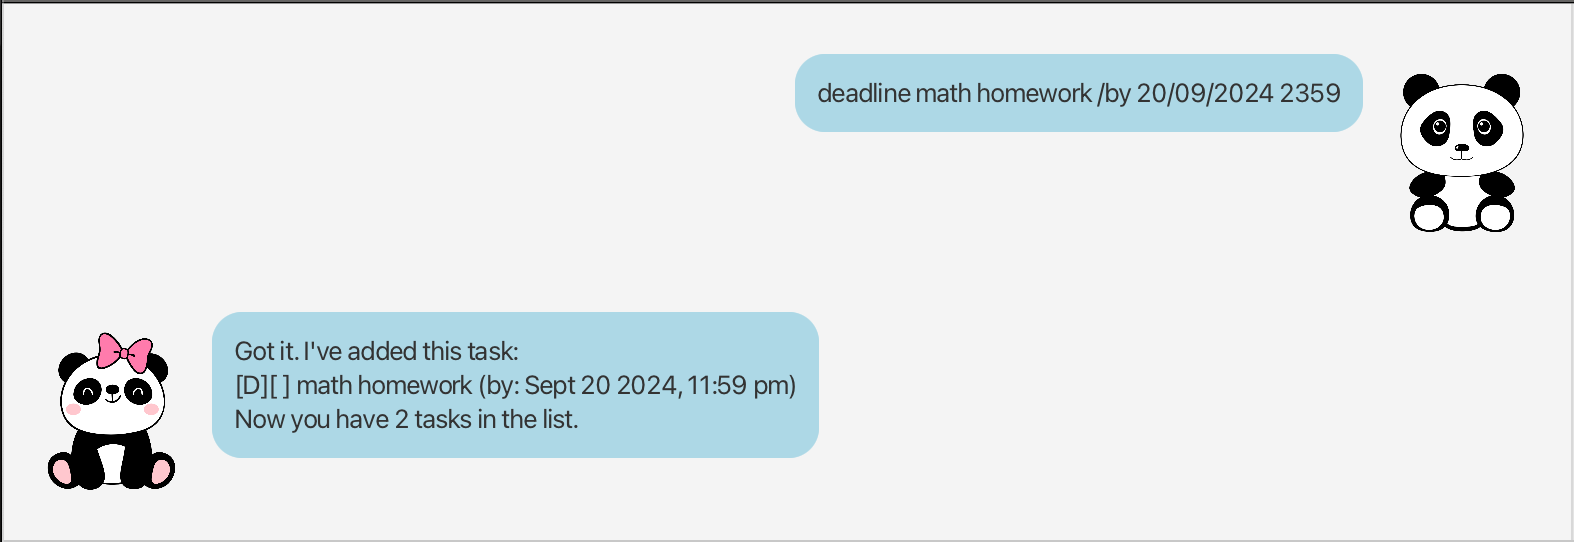 deadline math homework /by 20/09/2024 2359
Got it. I've added this task:
[D][ ] math homework (by: Sept 20 2024, 11:59 pm)
Now you have 2 tasks in the list.